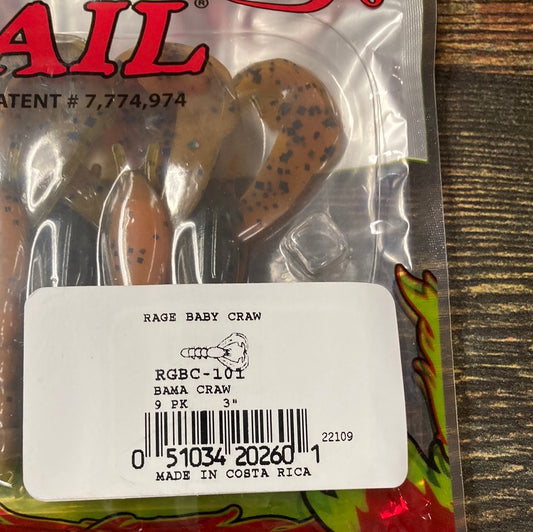 AIL®
ATENT # 7,774,974
RAGE BABY CRAW
RGBC-101
BAMA CRAW
9 PK 3"
22109
0 51034 20260 1
MADE IN COSTA RICA